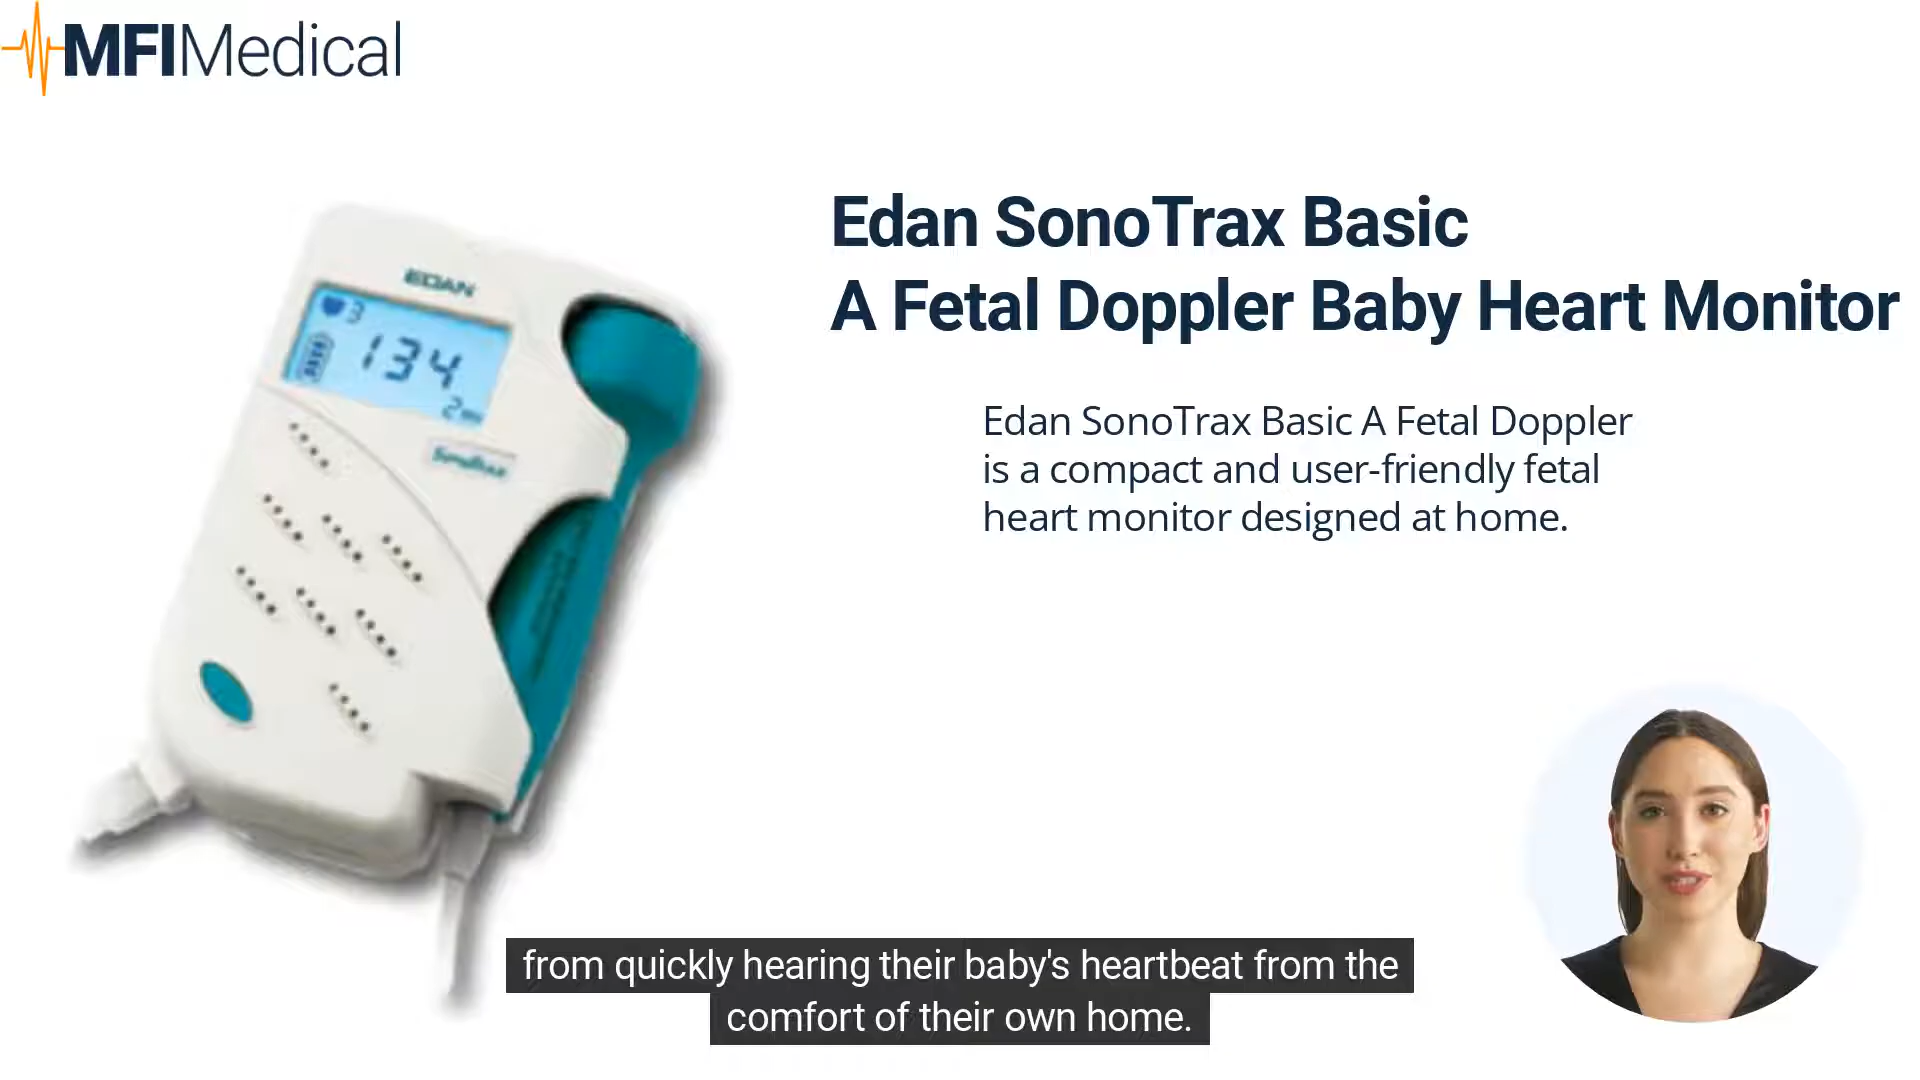 MFIMedical
Edan SonoTrax Basic
A Fetal Doppler Baby Heart Monitor
EDAN
3
134
SonoTrax
Edan SonoTrax Basic A Fetal Doppler
is a compact and user-friendly fetal
heart monitor designed at home.
from quickly hearing their baby's heartbeat from the
comfort of their own home.